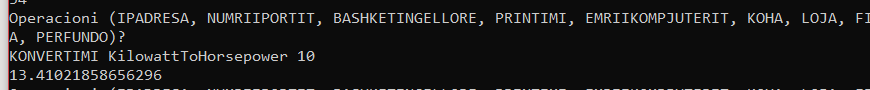 Operacioni (IPADRESA, NUMRIIPORTIT, BASHKETINGELLORE, PRINTIMI, EMRIIKOMPJUTERIT, KOHA, LOJA, FI
A, PERFUNDO)?
KONVERTIMI KilowattToHorsepower 10
13.41021858656296